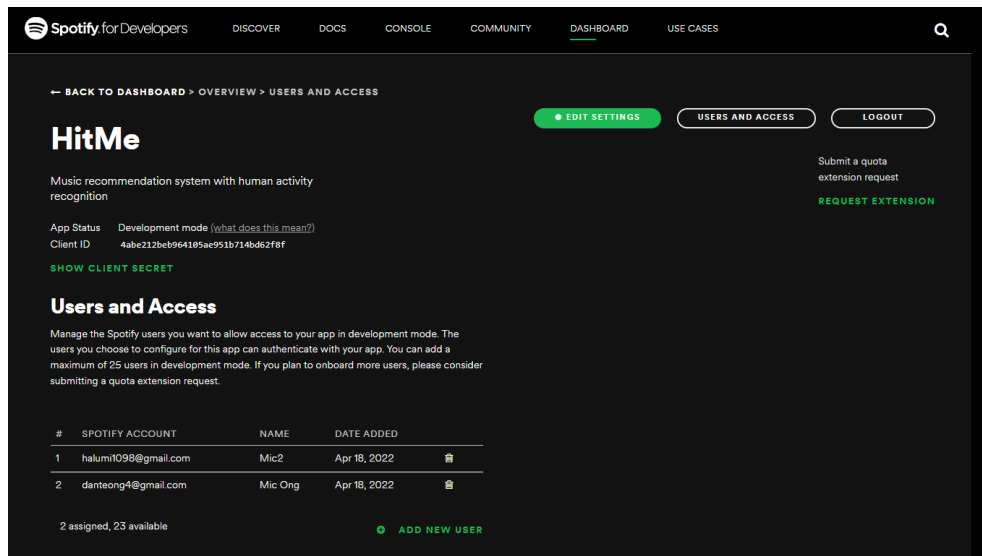 Spotify for Developers DISCOVER DOCS CONSOLE COMMUNITY DASHBOARD USE CASES
← BACK TO DASHBOARD > OVERVIEW > USERS AND ACCESS
EDIT SETTINGS USERS AND ACCESS LOGOUT
HitMe
Submit a quota
extension request
REQUEST EXTENSION
Music recommendation system with human activity
recognition
App Status Development mode (what does this mean?)
Client ID 4abe212beb964105ae951b714bd62f8f
SHOW CLIENT SECRET
Users and Access
Manage the Spotify users you want to allow access to your app in development mode. The
users you choose to configure for this app can authenticate with your app. You can add a
maximum of 25 users in development mode. If you plan to onboard more users, please consider
submitting a quota extension request.
# SPOTIFY ACCOUNT NAME DATE ADDED
1 halumi1098@gmail.com Mic2 Apr 18, 2022
2 danteong4@gmail.com Mic Ong Apr 18, 2022
2 assigned, 23 available
ADD NEW USER